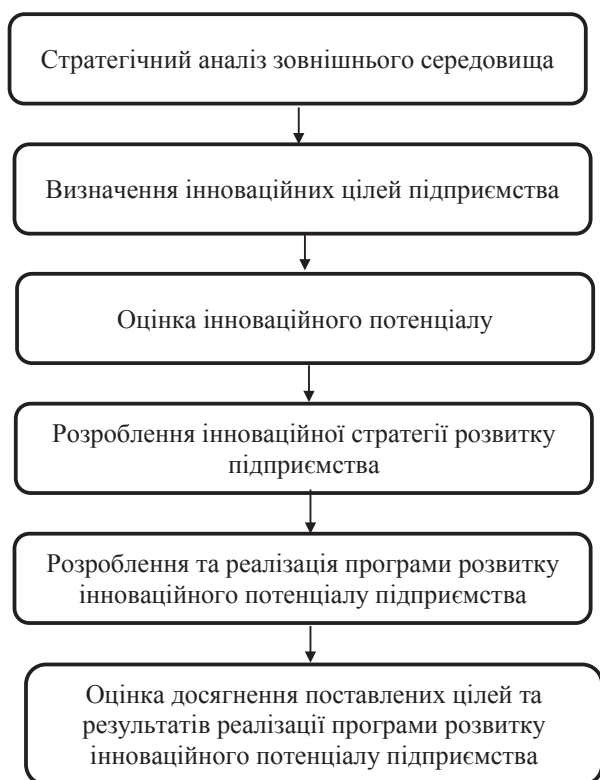 Стратегічний аналіз зовнішнього середовища
Визначення інноваційних цілей підприємства
Оцінка інноваційного потенціалу
Розроблення інноваційної стратегії розвитку
підприємства
Розроблення та реалізація програми розвитку
інноваційного потенціалу підприємства
Оцінка досягнення поставлених цілей та
результатів реалізації програми розвитку
інноваційного потенціалу підприємства